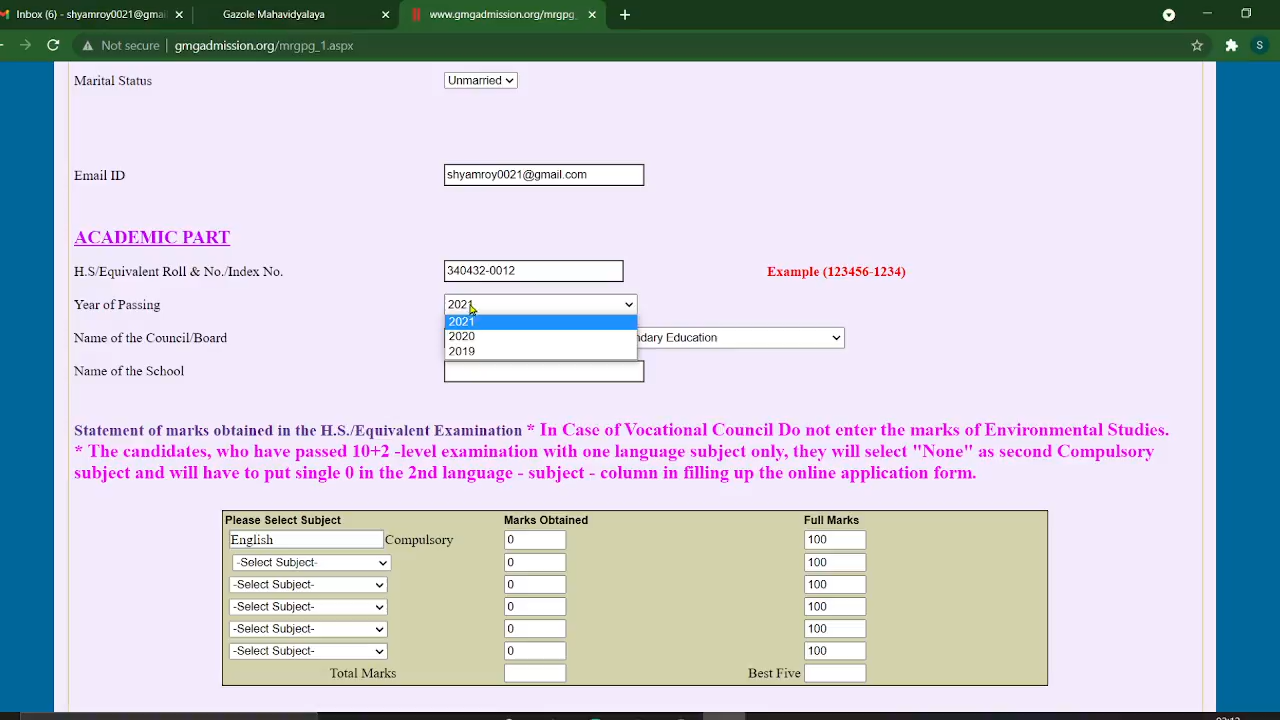 Inbox (6) - shyamroy0021@gmai
Gazole Mahavidyalaya
www.gmgadmission.org/mrgpg_
Not secure
gmgadmission.org/mrgpg_1.aspx
S
Marital Status
Unmarried
Email ID
shyamroy0021@gmail.com
ACADEMIC PART
H.S/Equivalent Roll & No./Index No.
340432-0012
Example (123456-1234)
Year of Passing
2021
2021
2020
2019
Name of the Council/Board
ndary Education
Name of the School
Statement of marks obtained in the H.S./Equivalent Examination * In Case of Vocational Council Do not enter the marks of Environmental Studies.
* The candidates, who have passed 10+2 -level examination with one language subject only, they will select "None" as second Compulsory
subject and will have to put single 0 in the 2nd language - subject - column in filling up the online application form.
Please Select Subject Marks Obtained Full Marks
English Compulsory 0 100
-Select Subject- 0 100
-Select Subject- 0 100
-Select Subject- 0 100
-Select Subject- 0 100
-Select Subject- 0 100
Total Marks Best Five